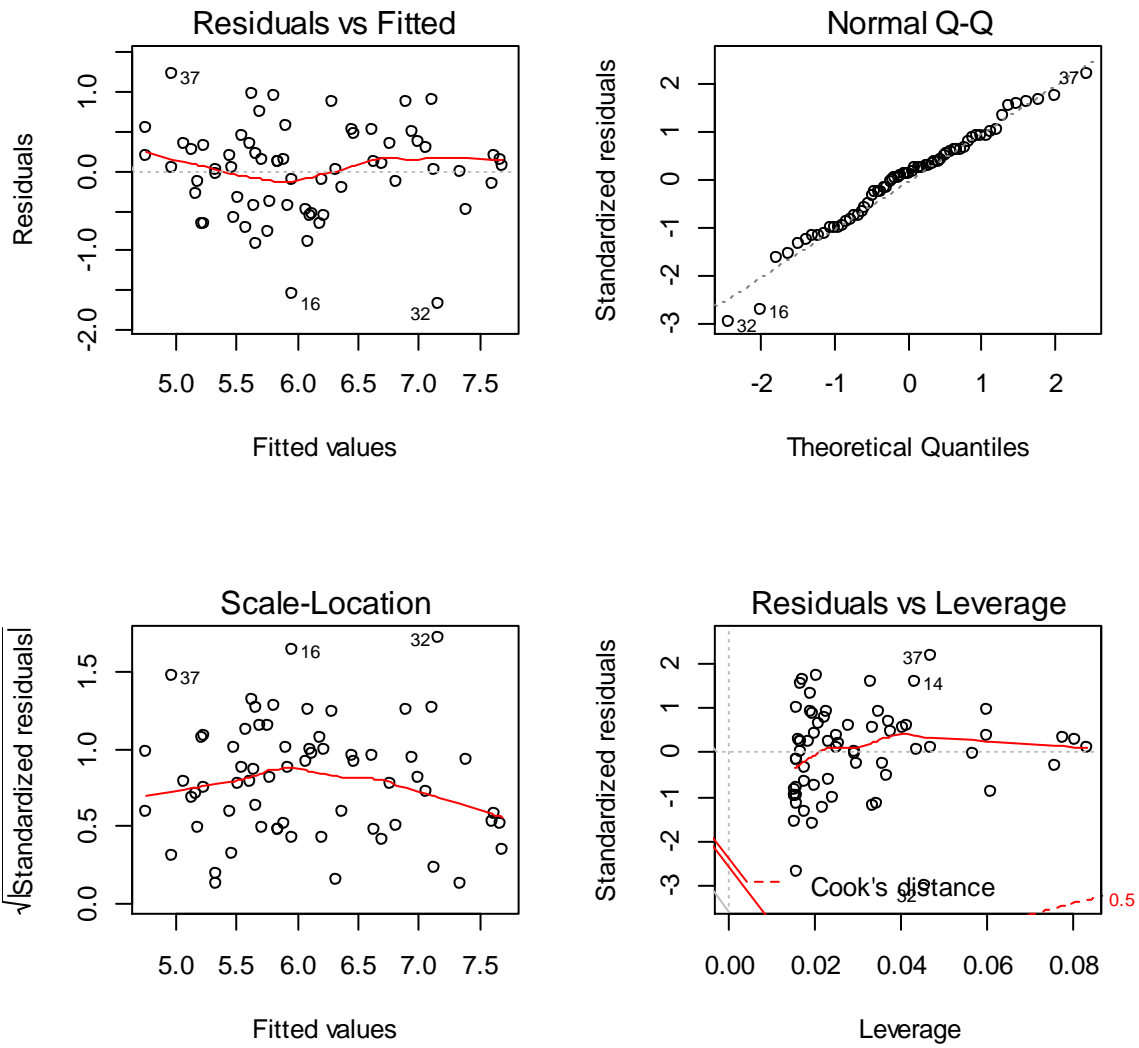 Residuals vs Fitted
Residuals
1.0
0.0
-1.0
-2.0
37
16
32
5.0 5.5 6.0 6.5 7.0 7.5
Fitted values
Normal Q-Q
Standardized residuals
2
1
0
-1
-2
-3
37
16
32
-2 -1 0 1 2
Theoretical Quantiles
Scale-Location
√|Standardized residuals|
1.5
1.0
0.5
0.0
32
16
37
5.0 5.5 6.0 6.5 7.0 7.5
Fitted values
Residuals vs Leverage
Standardized residuals
2
1
0
-1
-2
-3
37
14
Cook's distance
32
0.5
0.00 0.02 0.04 0.06 0.08
Leverage